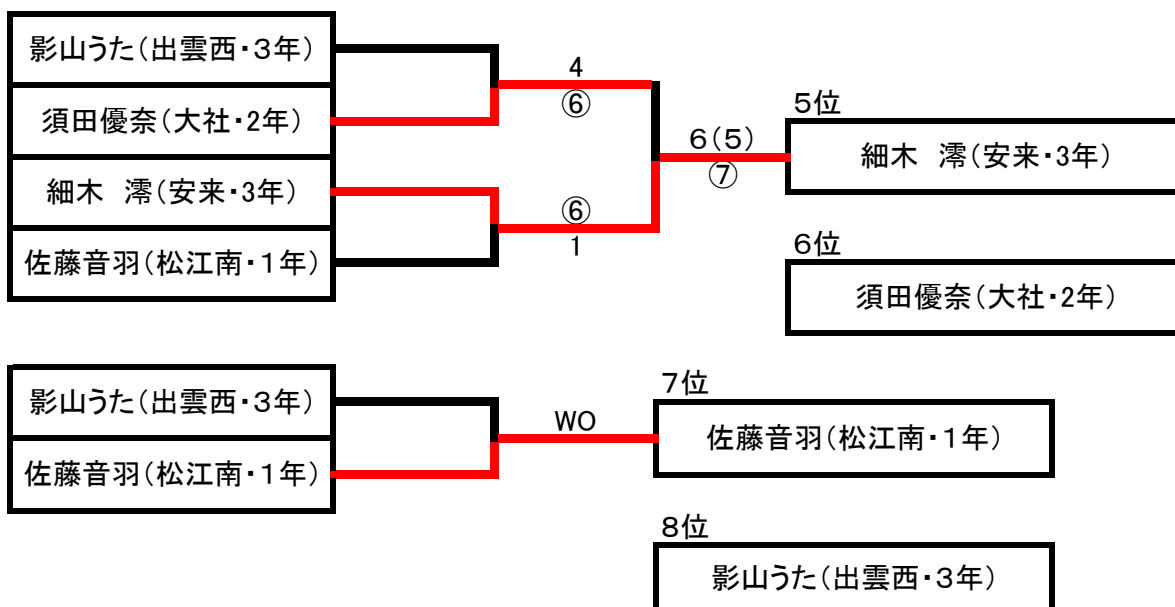 影山うた(出雲西・３年)
須田優奈(大社・2年)
細木　澪(安来・3年)
佐藤音羽(松江南・１年)
4
⑥
⑥
1
６(５)
⑦
５位
細木　澪(安来・3年)
６位
須田優奈(大社・2年)
影山うた(出雲西・３年)
佐藤音羽(松江南・１年)
WO
７位
佐藤音羽(松江南・１年)
８位
影山うた(出雲西・３年)